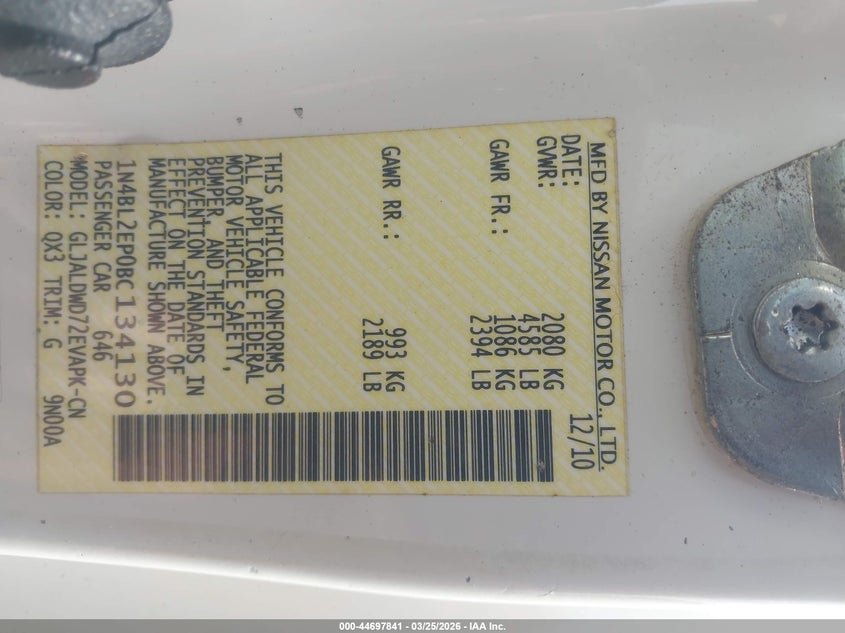 MFD BY NISSAN MOTOR CO., LTD.
DATE: 12/10
GVWR: 2080 KG
4585 LB
GAWR FR.: 1086 KG
2394 LB
GAWR RR.: 993 KG
2189 LB
THIS VEHICLE CONFORMS TO
ALL APPLICABLE FEDERAL
MOTOR VEHICLE SAFETY,
BUMPER, AND THEFT
PREVENTION STANDARDS IN
EFFECT ON THE DATE OF
MANUFACTURE SHOWN ABOVE.
1N4BL2EP0BC134130
PASSENGER CAR 646
MODEL: GLJALDWD72EVAPK-CN
COLOR: QX3 TRIM: G 9N00A
000-44697841 - 03/25/2026 - IAA Inc.